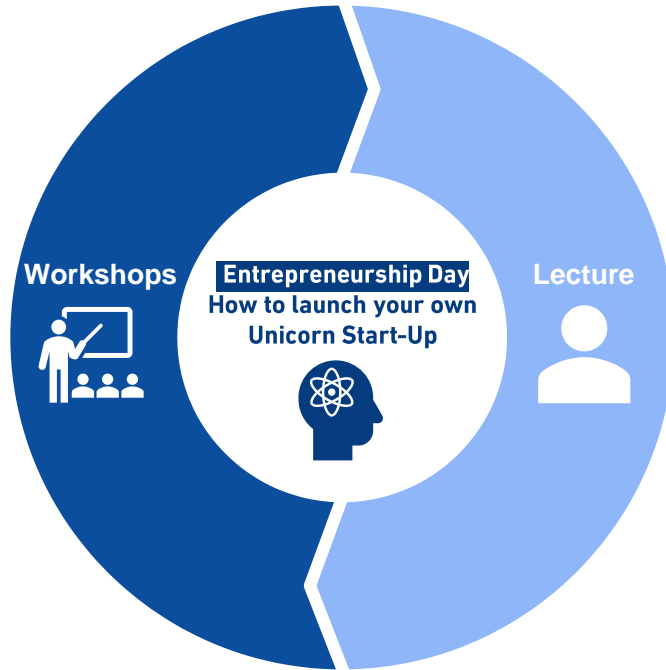 Workshops
Entrepreneurship Day
How to launch your own
Unicorn Start-Up
Lecture